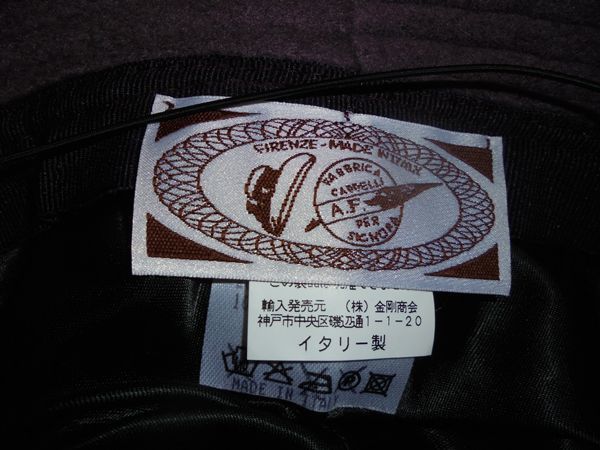 FIRENZE - MADE IN ITALY
FABBRICA
CAPPELLI
A.F.
PER
SIGNORA
輸入発売元 （株）金剛商会
神戸市中央区磯辺通1-1-20
イタリー製
MADE IN ITALY